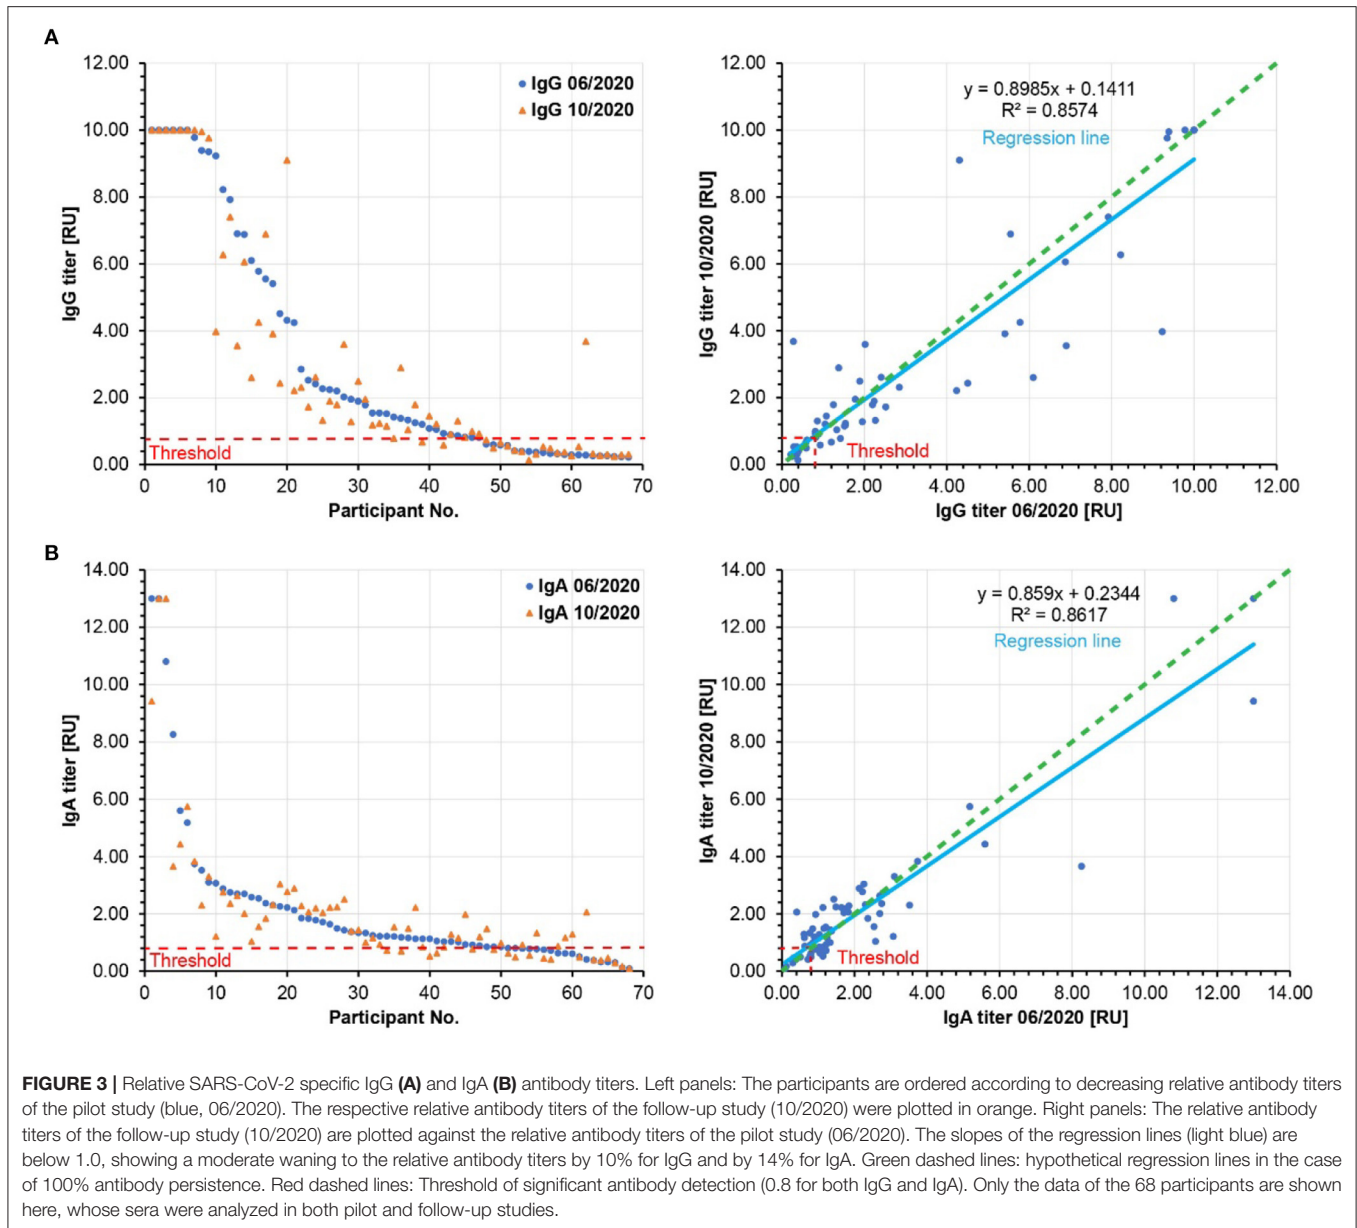 A
12.00
10.00
8.00
6.00
4.00
2.00
0.00
IgG titer [RU]
IgG 06/2020
IgG 10/2020
Threshold
0 10 20 30 40 50 60 70
Participant No.
12.00
10.00
8.00
6.00
4.00
2.00
0.00
IgG titer 10/2020 [RU]
y = 0.8985x + 0.1411
R² = 0.8574
Regression line
Threshold
0.00 2.00 4.00 6.00 8.00 10.00 12.00
IgG titer 06/2020 [RU]
B
14.00
12.00
10.00
8.00
6.00
4.00
2.00
0.00
IgA titer [RU]
IgA 06/2020
IgA 10/2020
Threshold
0 10 20 30 40 50 60 70
Participant No.
14.00
12.00
10.00
8.00
6.00
4.00
2.00
0.00
IgA titer 10/2020 [RU]
y = 0.859x + 0.2344
R² = 0.8617
Regression line
Threshold
0.00 2.00 4.00 6.00 8.00 10.00 12.00 14.00
IgA titer 06/2020 [RU]
FIGURE 3 | Relative SARS-CoV-2 specific IgG (A) and IgA (B) antibody titers. Left panels: The participants are ordered according to decreasing relative antibody titers
of the pilot study (blue, 06/2020). The respective relative antibody titers of the follow-up study (10/2020) were plotted in orange. Right panels: The relative antibody
titers of the follow-up study (10/2020) are plotted against the relative antibody titers of the pilot study (06/2020). The slopes of the regression lines (light blue) are
below 1.0, showing a moderate waning to the relative antibody titers by 10% for IgG and by 14% for IgA. Green dashed lines: hypothetical regression lines in the case
of 100% antibody persistence. Red dashed lines: Threshold of significant antibody detection (0.8 for both IgG and IgA). Only the data of the 68 participants are shown
here, whose sera were analyzed in both pilot and follow-up studies.